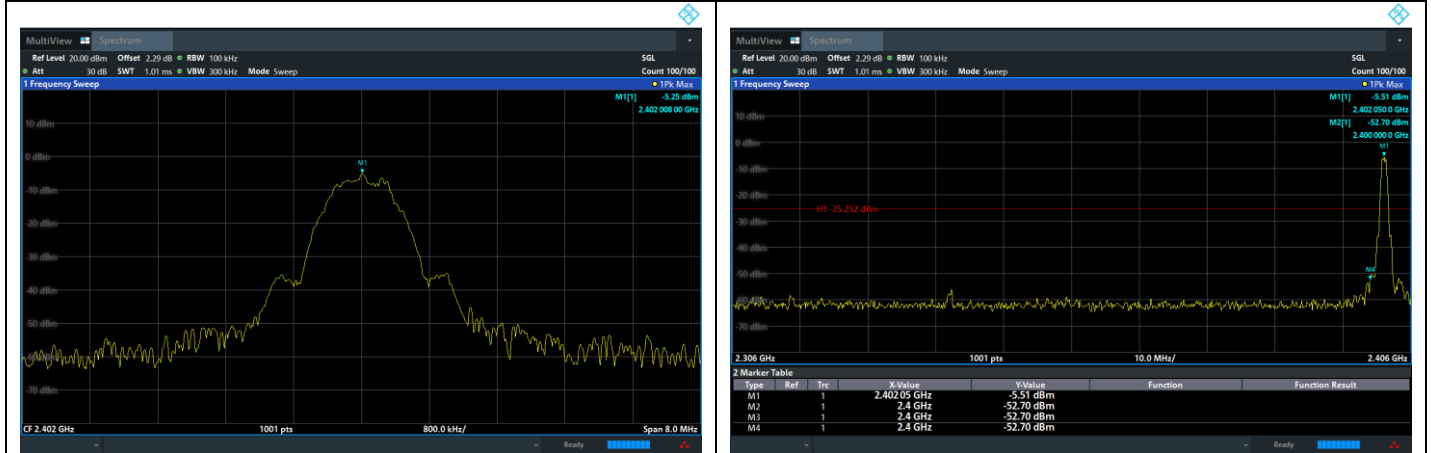 MultiView Spectrum
Ref Level 20.00 dBm Offset 2.29 dB RBW 100 kHz SGL
Att 30 dB SWT 1.01 ms VBW 300 kHz Mode Sweep Count 100/100
1 Frequency Sweep 1Pk Max
M1[1] -5.25 dBm
2.402 008 00 GHz
10 dBm
0 dBm
M1
-10 dBm
-20 dBm
-30 dBm
-40 dBm
-50 dBm
-60 dBm
-70 dBm
CF 2.402 GHz 1001 pts 800.0 kHz/ Span 8.0 MHz
Ready
MultiView Spectrum
Ref Level 20.00 dBm Offset 2.29 dB RBW 100 kHz SGL
Att 30 dB SWT 1.01 ms VBW 300 kHz Mode Sweep Count 100/100
1 Frequency Sweep 1Pk Max
M1[1] -5.51 dBm
2.402 050 0 GHz
10 dBm
M2[1] -52.70 dBm
2.400 000 0 GHz
0 dBm
M1
-10 dBm
-20 dBm
H1 -25.252 dBm
-30 dBm
-40 dBm
-50 dBm
M4
-60 dBm
-70 dBm
2.306 GHz 1001 pts 10.0 MHz/ 2.406 GHz
2 Marker Table
Type Ref Trc X-Value Y-Value Function Function Result
M1 1 2.402 05 GHz -5.51 dBm
M2 1 2.4 GHz -52.70 dBm
M3 1 2.4 GHz -52.70 dBm
M4 1 2.4 GHz -52.70 dBm
Ready